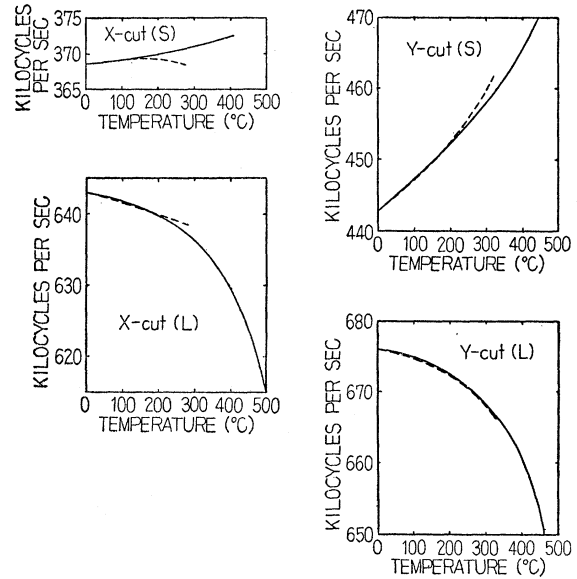 KILOCYCLES
PER SEC
375
370
365
X-cut (S)
0 100 200 300 400 500
TEMPERATURE (°C)
KILOCYCLES PER SEC
640
630
620
X-cut (L)
0 100 200 300 400 500
TEMPERATURE (°C)
KILOCYCLES PER SEC
470
460
450
440
Y-cut (S)
0 100 200 300 400 500
TEMPERATURE (°C)
KILOCYCLES PER SEC
680
670
660
650
Y-cut (L)
0 100 200 300 400 500
TEMPERATURE (°C)